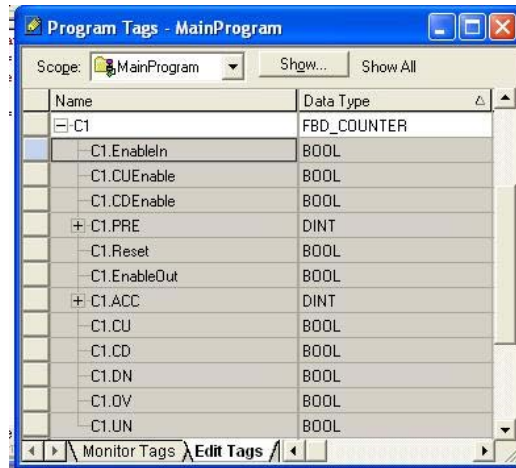 Program Tags - MainProgram
Scope: MainProgram Show... Show All
Name Data Type
C1 FBD_COUNTER
C1.EnableIn BOOL
C1.CUEnable BOOL
C1.CDEnable BOOL
C1.PRE DINT
C1.Reset BOOL
C1.EnableOut BOOL
C1.ACC DINT
C1.CU BOOL
C1.CD BOOL
C1.DN BOOL
C1.OV BOOL
C1.UN BOOL
Monitor Tags Edit Tags